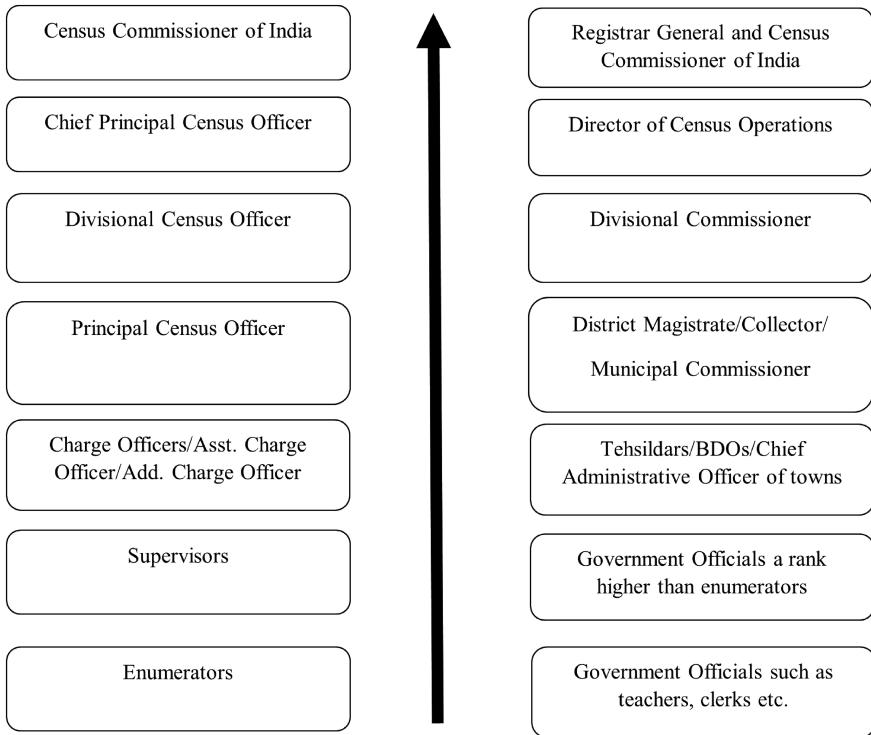 Census Commissioner of India
Registrar General and Census
Commissioner of India
Chief Principal Census Officer
Director of Census Operations
Divisional Census Officer
Divisional Commissioner
Principal Census Officer
District Magistrate/Collector/
Municipal Commissioner
Charge Officers/Asst. Charge
Officer/Add. Charge Officer
Tehsildars/BDOs/Chief
Administrative Officer of towns
Supervisors
Government Officials a rank
higher than enumerators
Enumerators
Government Officials such as
teachers, clerks etc.